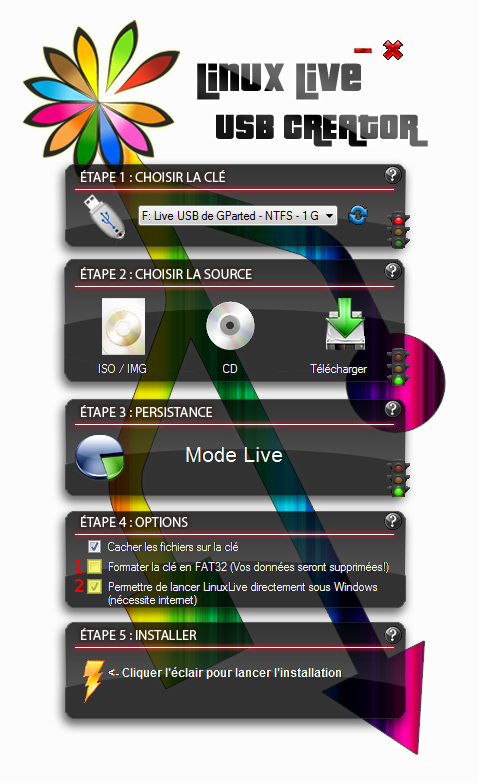 Linux Live
USB CREATOR
ÉTAPE 1 : CHOISIR LA CLÉ
?
F: Live USB de GParted - NTFS - 1 G
ÉTAPE 2 : CHOISIR LA SOURCE
?
ISO / IMG
CD
Télécharger
ÉTAPE 3 : PERSISTANCE
?
Mode Live
ÉTAPE 4 : OPTIONS
?
Cacher les fichiers sur la clé
1 Formater la clé en FAT32 (Vos données seront supprimées!)
2 Permettre de lancer LinuxLive directement sous Windows
(nécessite internet)
ÉTAPE 5 : INSTALLER
?
<- Cliquer l'éclair pour lancer l'installation